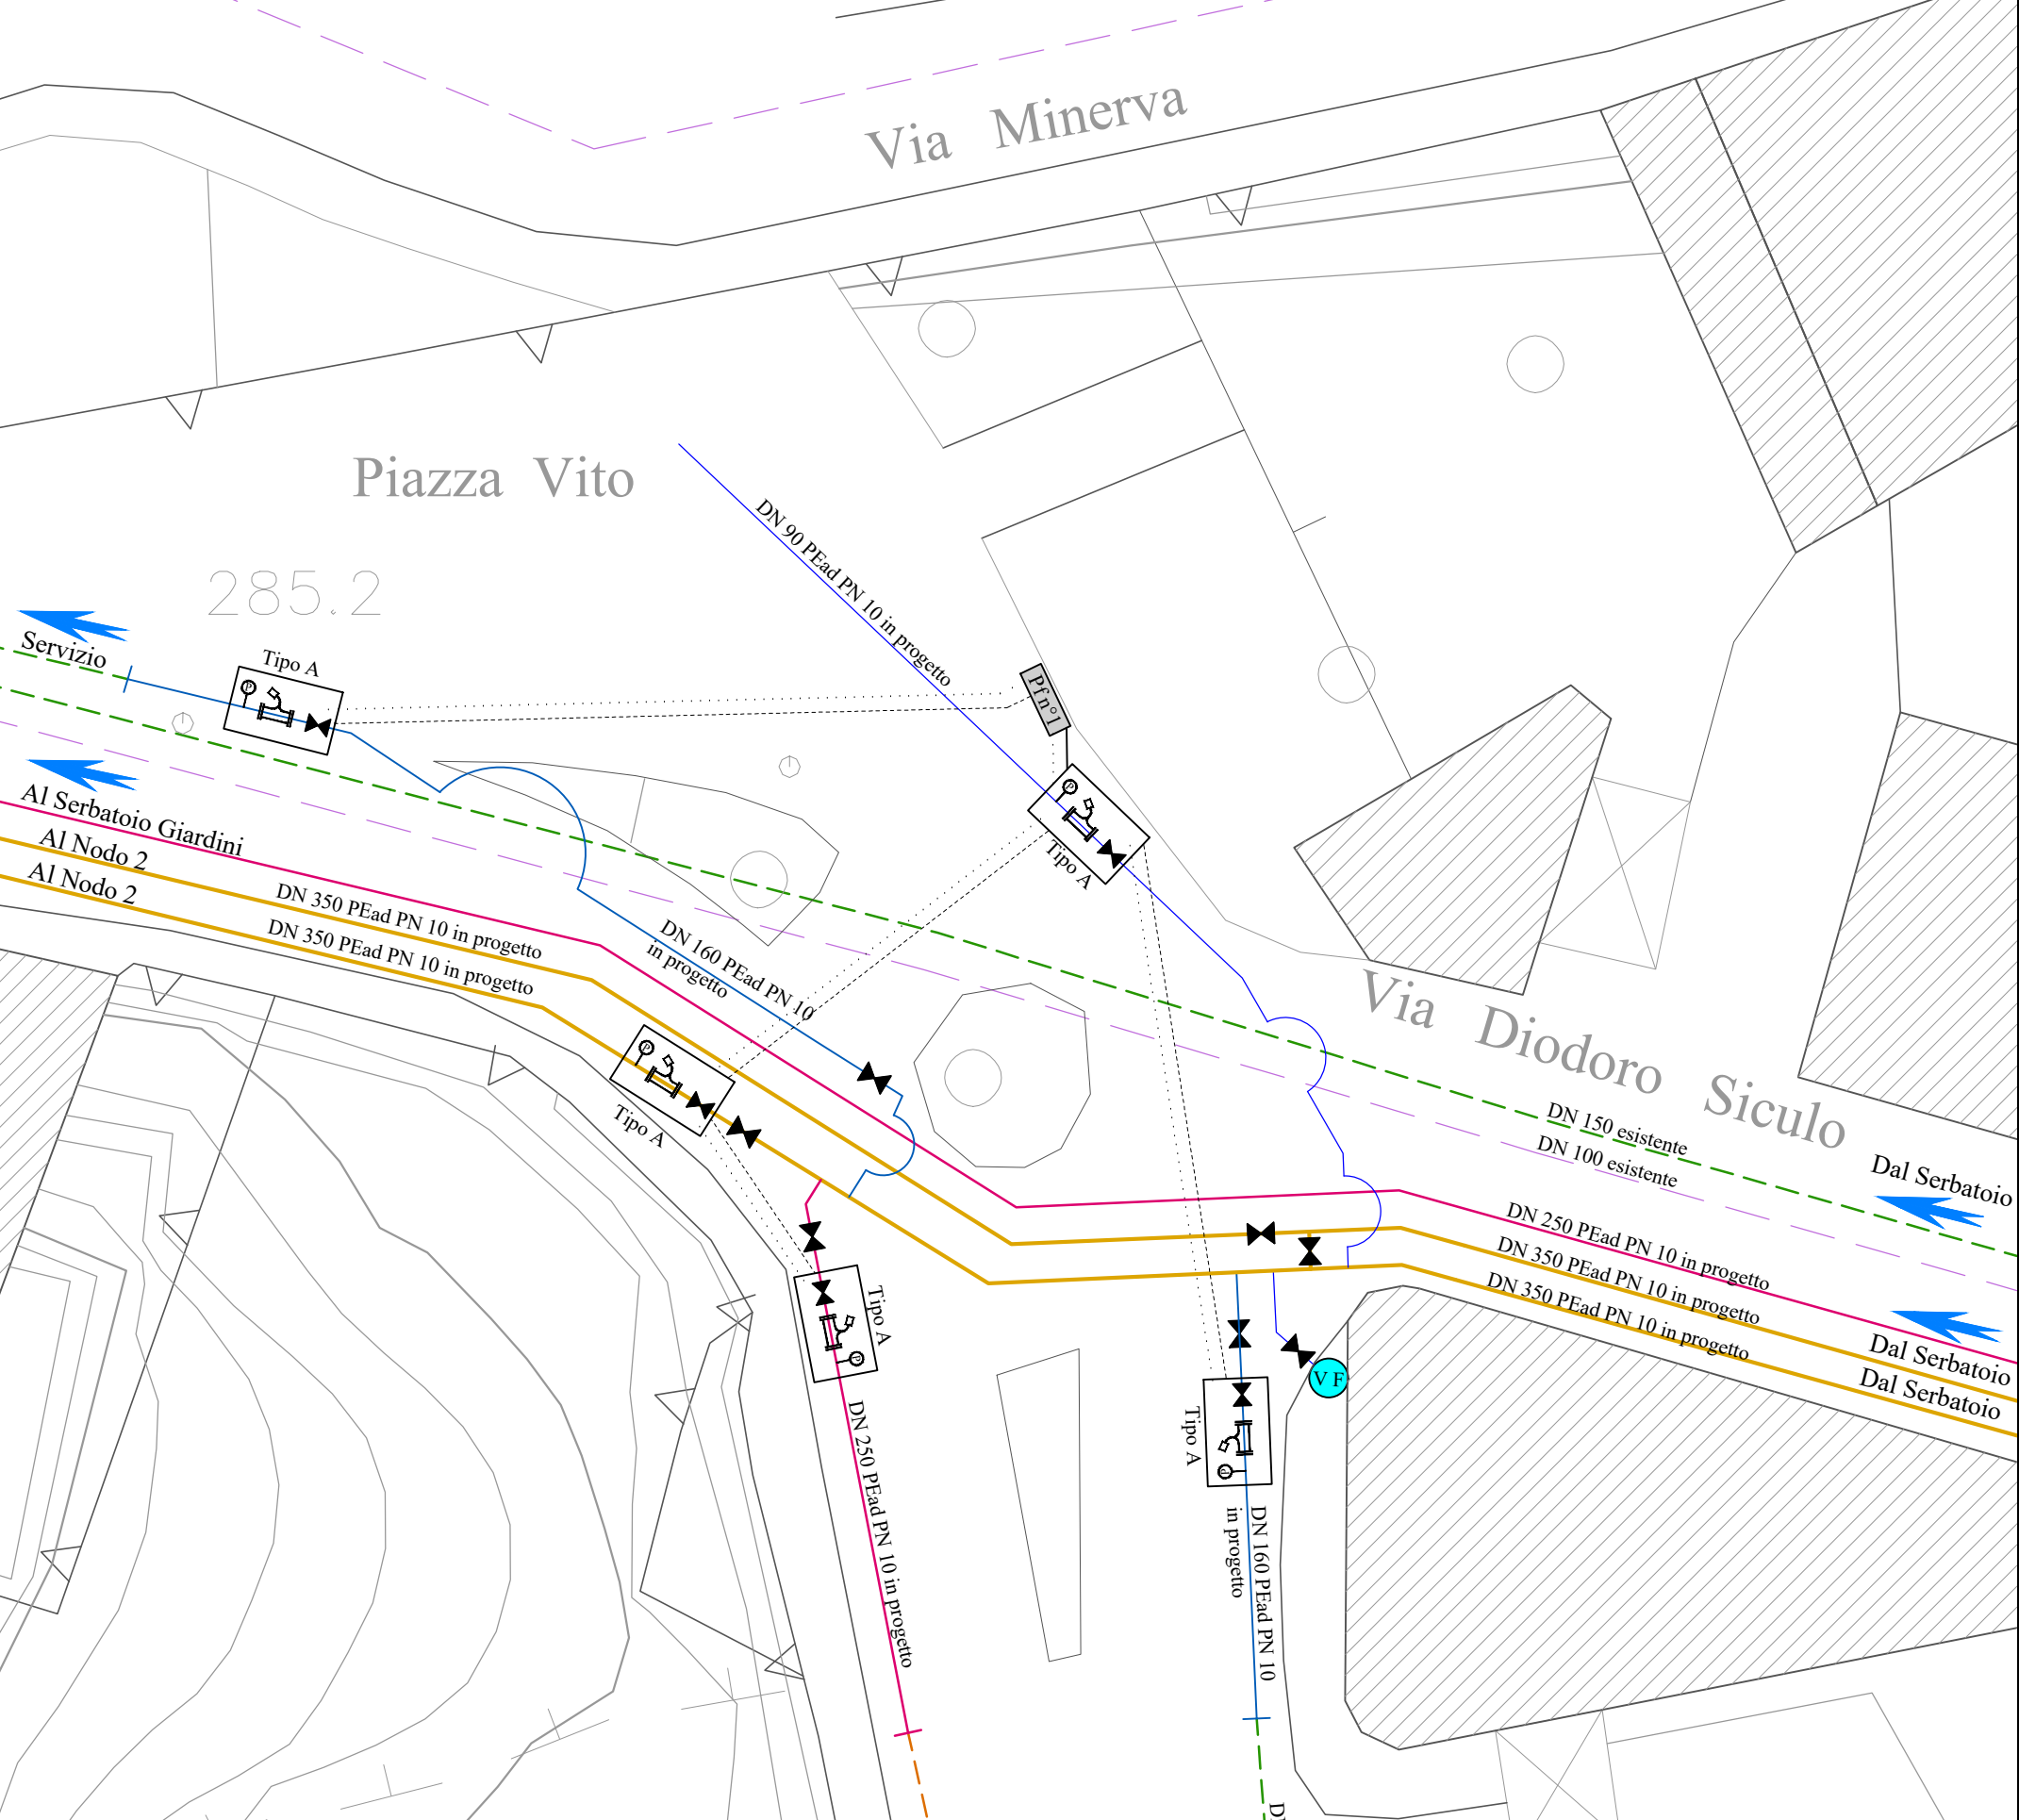 Via Minerva
Piazza Vito
DN 90 PEad PN 10 in progetto
285.2
Servizio
Tipo A
P
Pf n°1
P
Tipo A
Al Serbatoio Giardini
Al Nodo 2
Al Nodo 2
DN 350 PEad PN 10 in progetto
DN 350 PEad PN 10 in progetto
DN 160 PEad PN 10
in progetto
P
Tipo A
Via Diodoro Siculo
DN 150 esistente
DN 100 esistente
Dal Serbatoio
DN 250 PEad PN 10 in progetto
DN 350 PEad PN 10 in progetto
DN 350 PEad PN 10 in progetto
Dal Serbatoio
Dal Serbatoio
Tipo A
P
DN 250 PEad PN 10 in progetto
V F
Tipo A
P
DN 160 PEad PN 10
in progetto